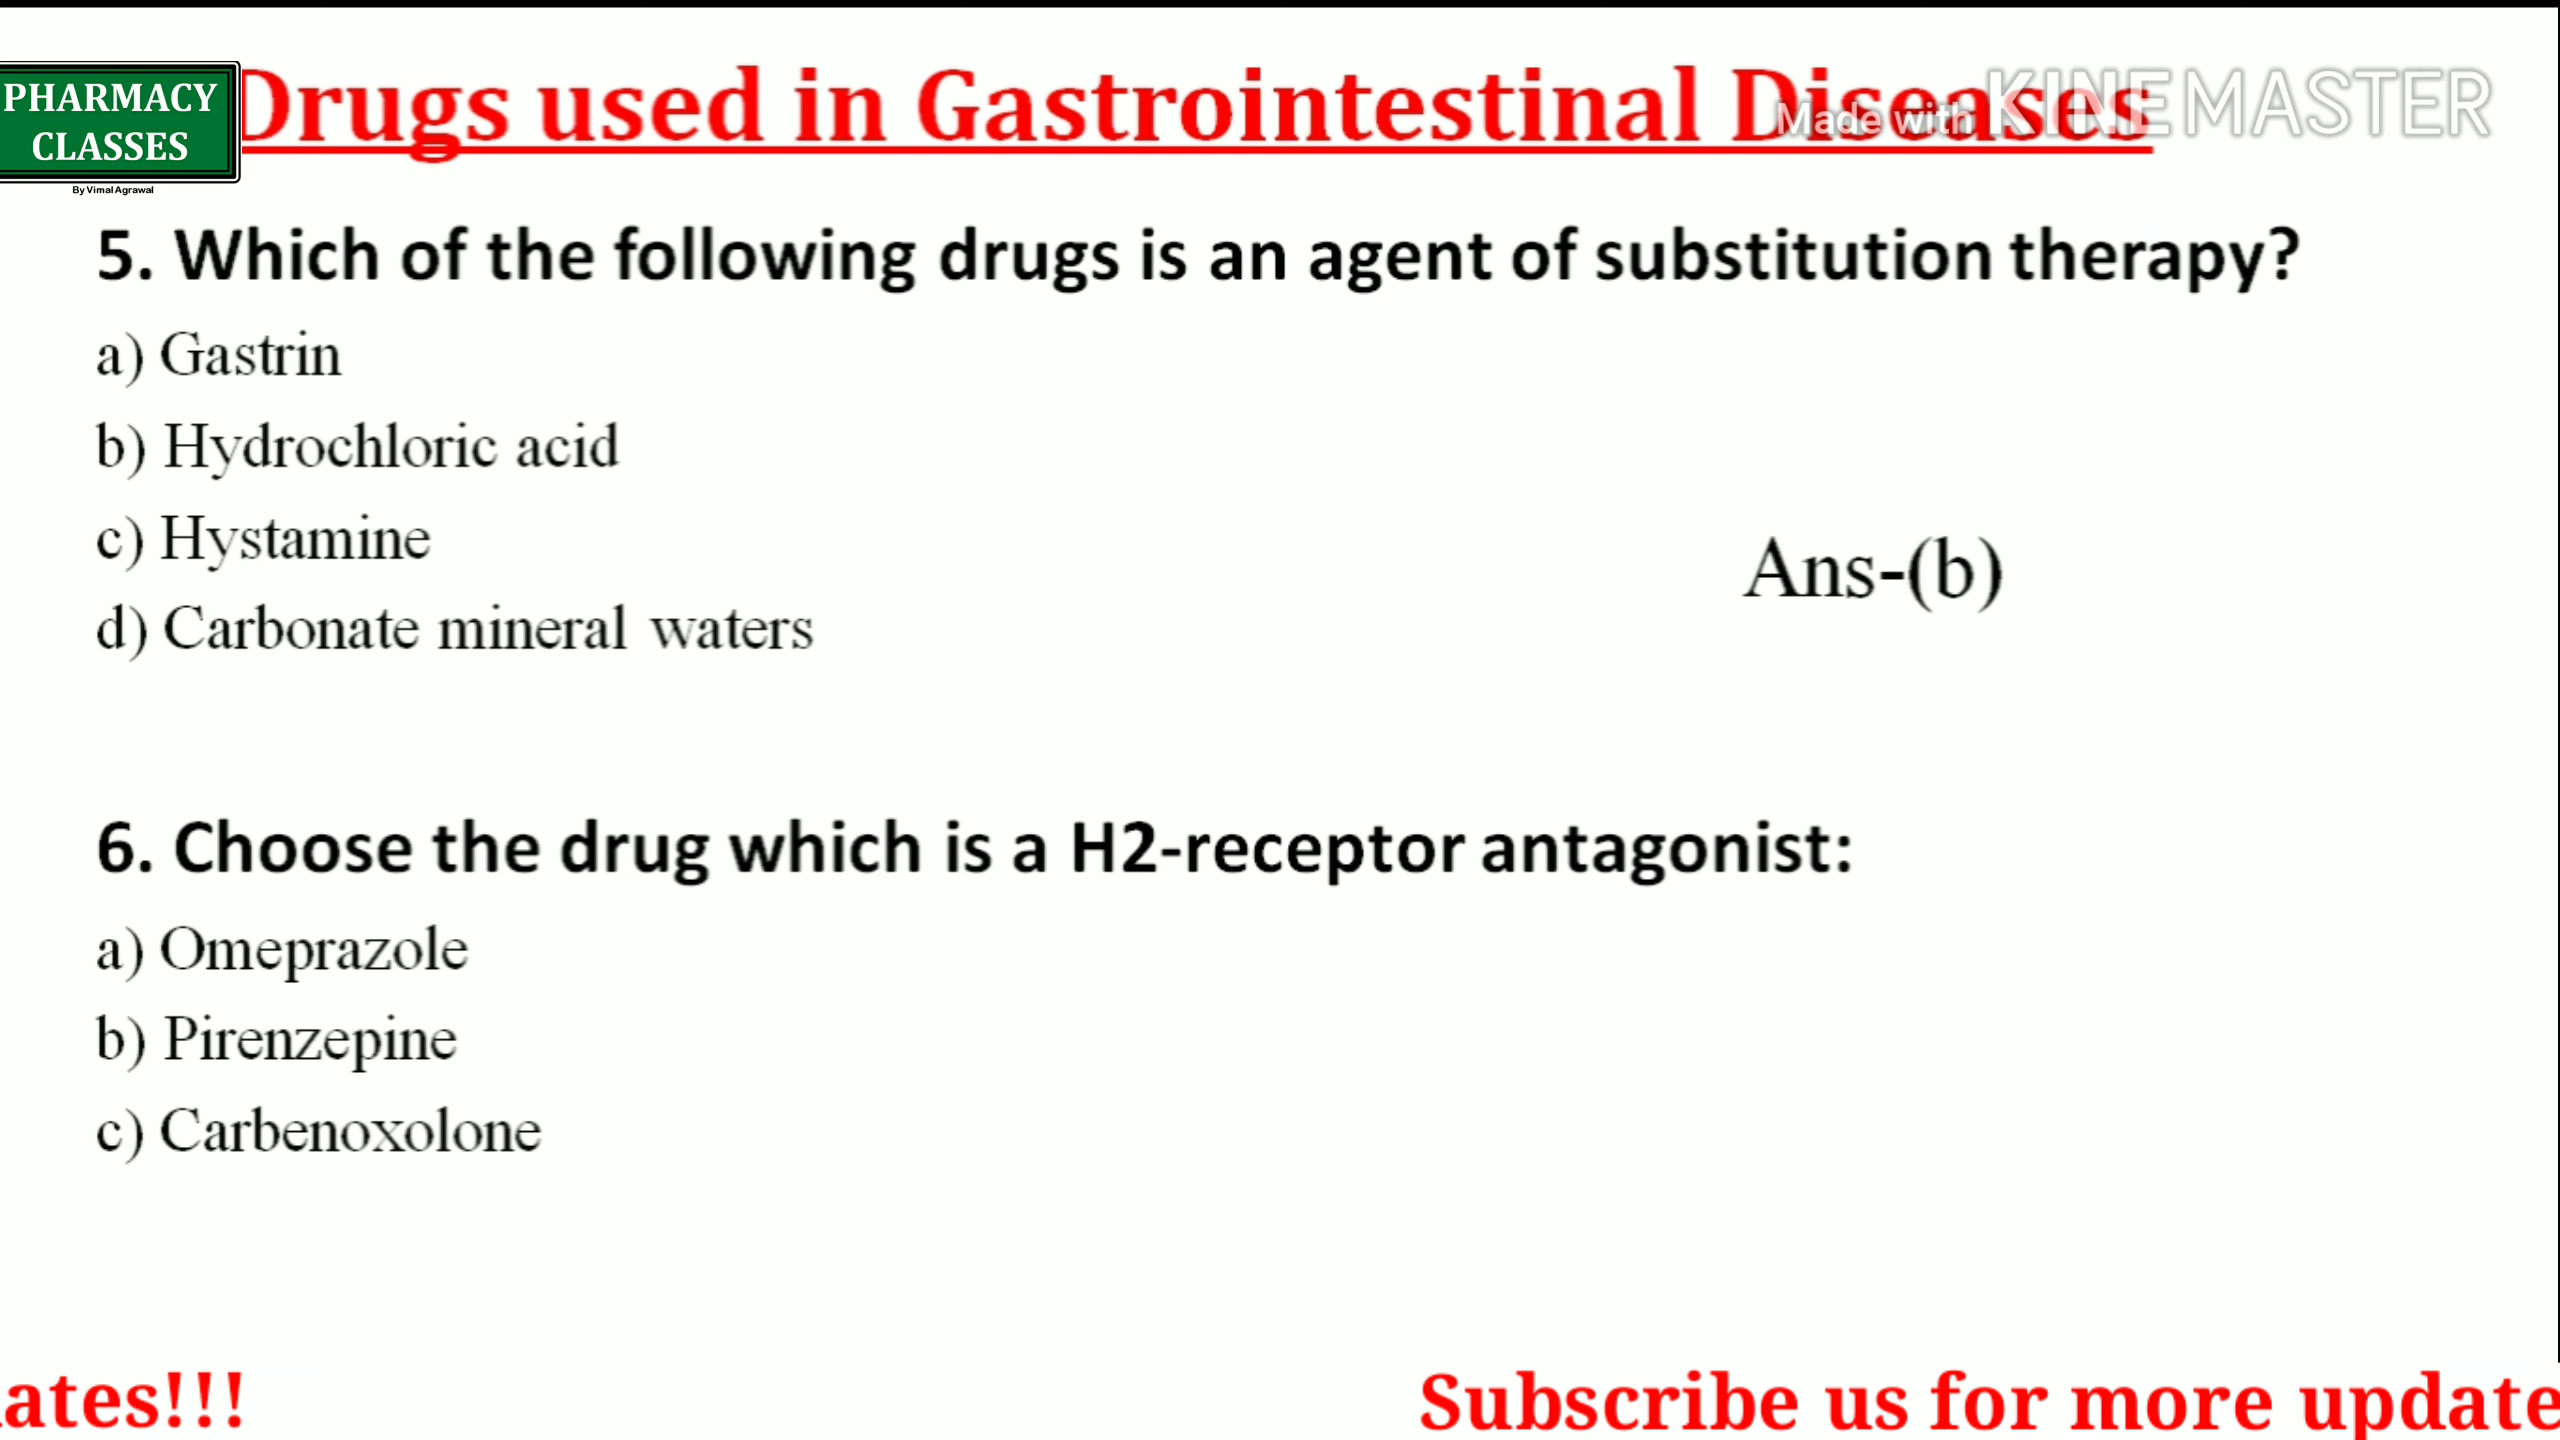 PHARMACY
CLASSES
By Vimal Agrawal
Drugs used in Gastrointestinal Diseases
Made with KINEMASTER
5. Which of the following drugs is an agent of substitution therapy?
a) Gastrin
b) Hydrochloric acid
c) Hystamine
d) Carbonate mineral waters
Ans-(b)
6. Choose the drug which is a H2-receptor antagonist:
a) Omeprazole
b) Pirenzepine
c) Carbenoxolone
ates!!! Subscribe us for more update